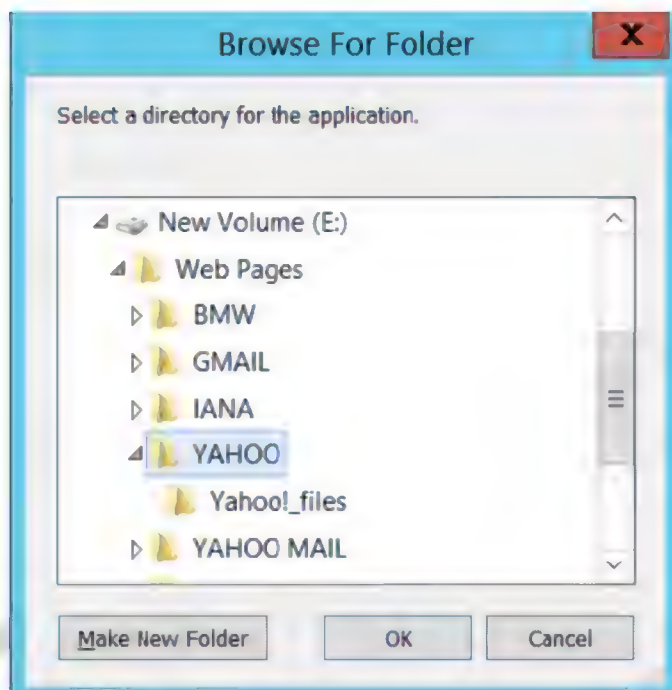 Browse For Folder
X
Select a directory for the application.
New Volume (E:)
Web Pages
BMW
GMAIL
IANA
YAHOO
Yahoo!_files
YAHOO MAIL
Make New Folder OK Cancel